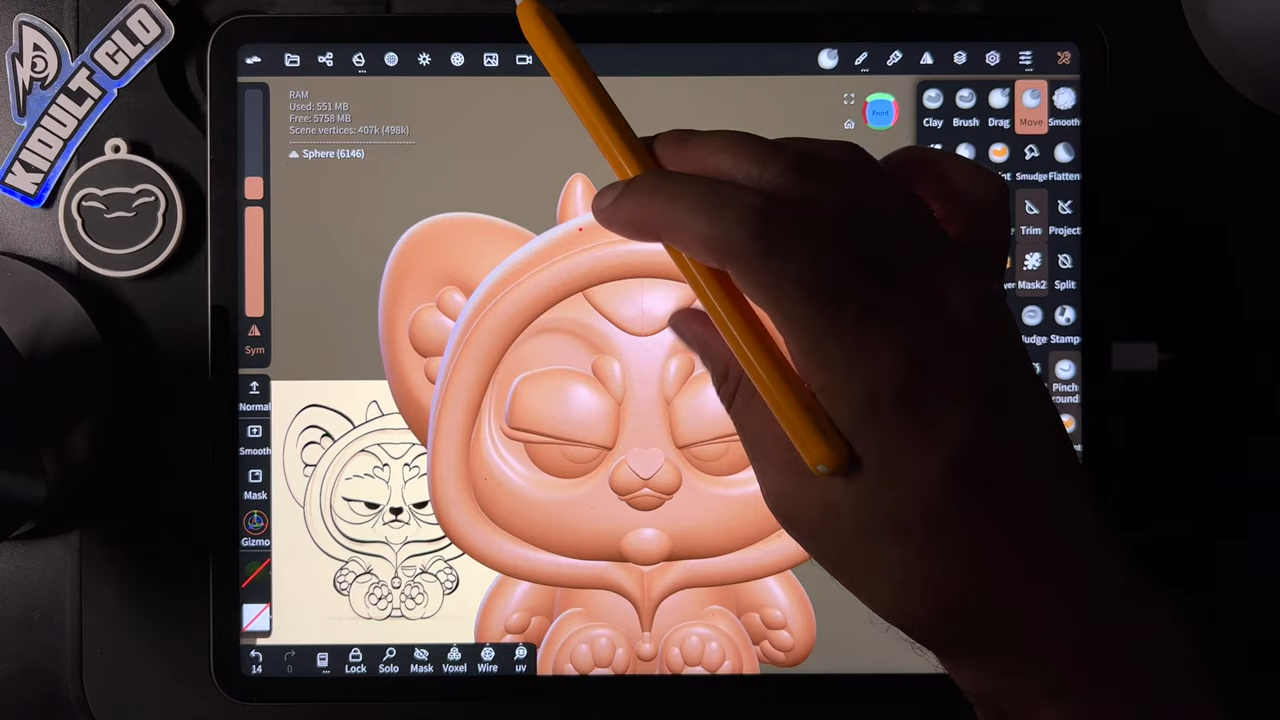 KIDULT CLO
RAM
Used: 551 MB
Free: 5758 MB
Scene vertices: 407k (498k)
Sphere (6146)
Front
Clay Brush Drag Move Smooth
Smudge Flatten
Trim Project
Mask2 Split
Stamp
Pinch
Sym
Normal
Smooth
Mask
Gizmo
14 0 Lock Solo Mask Voxel Wire uv